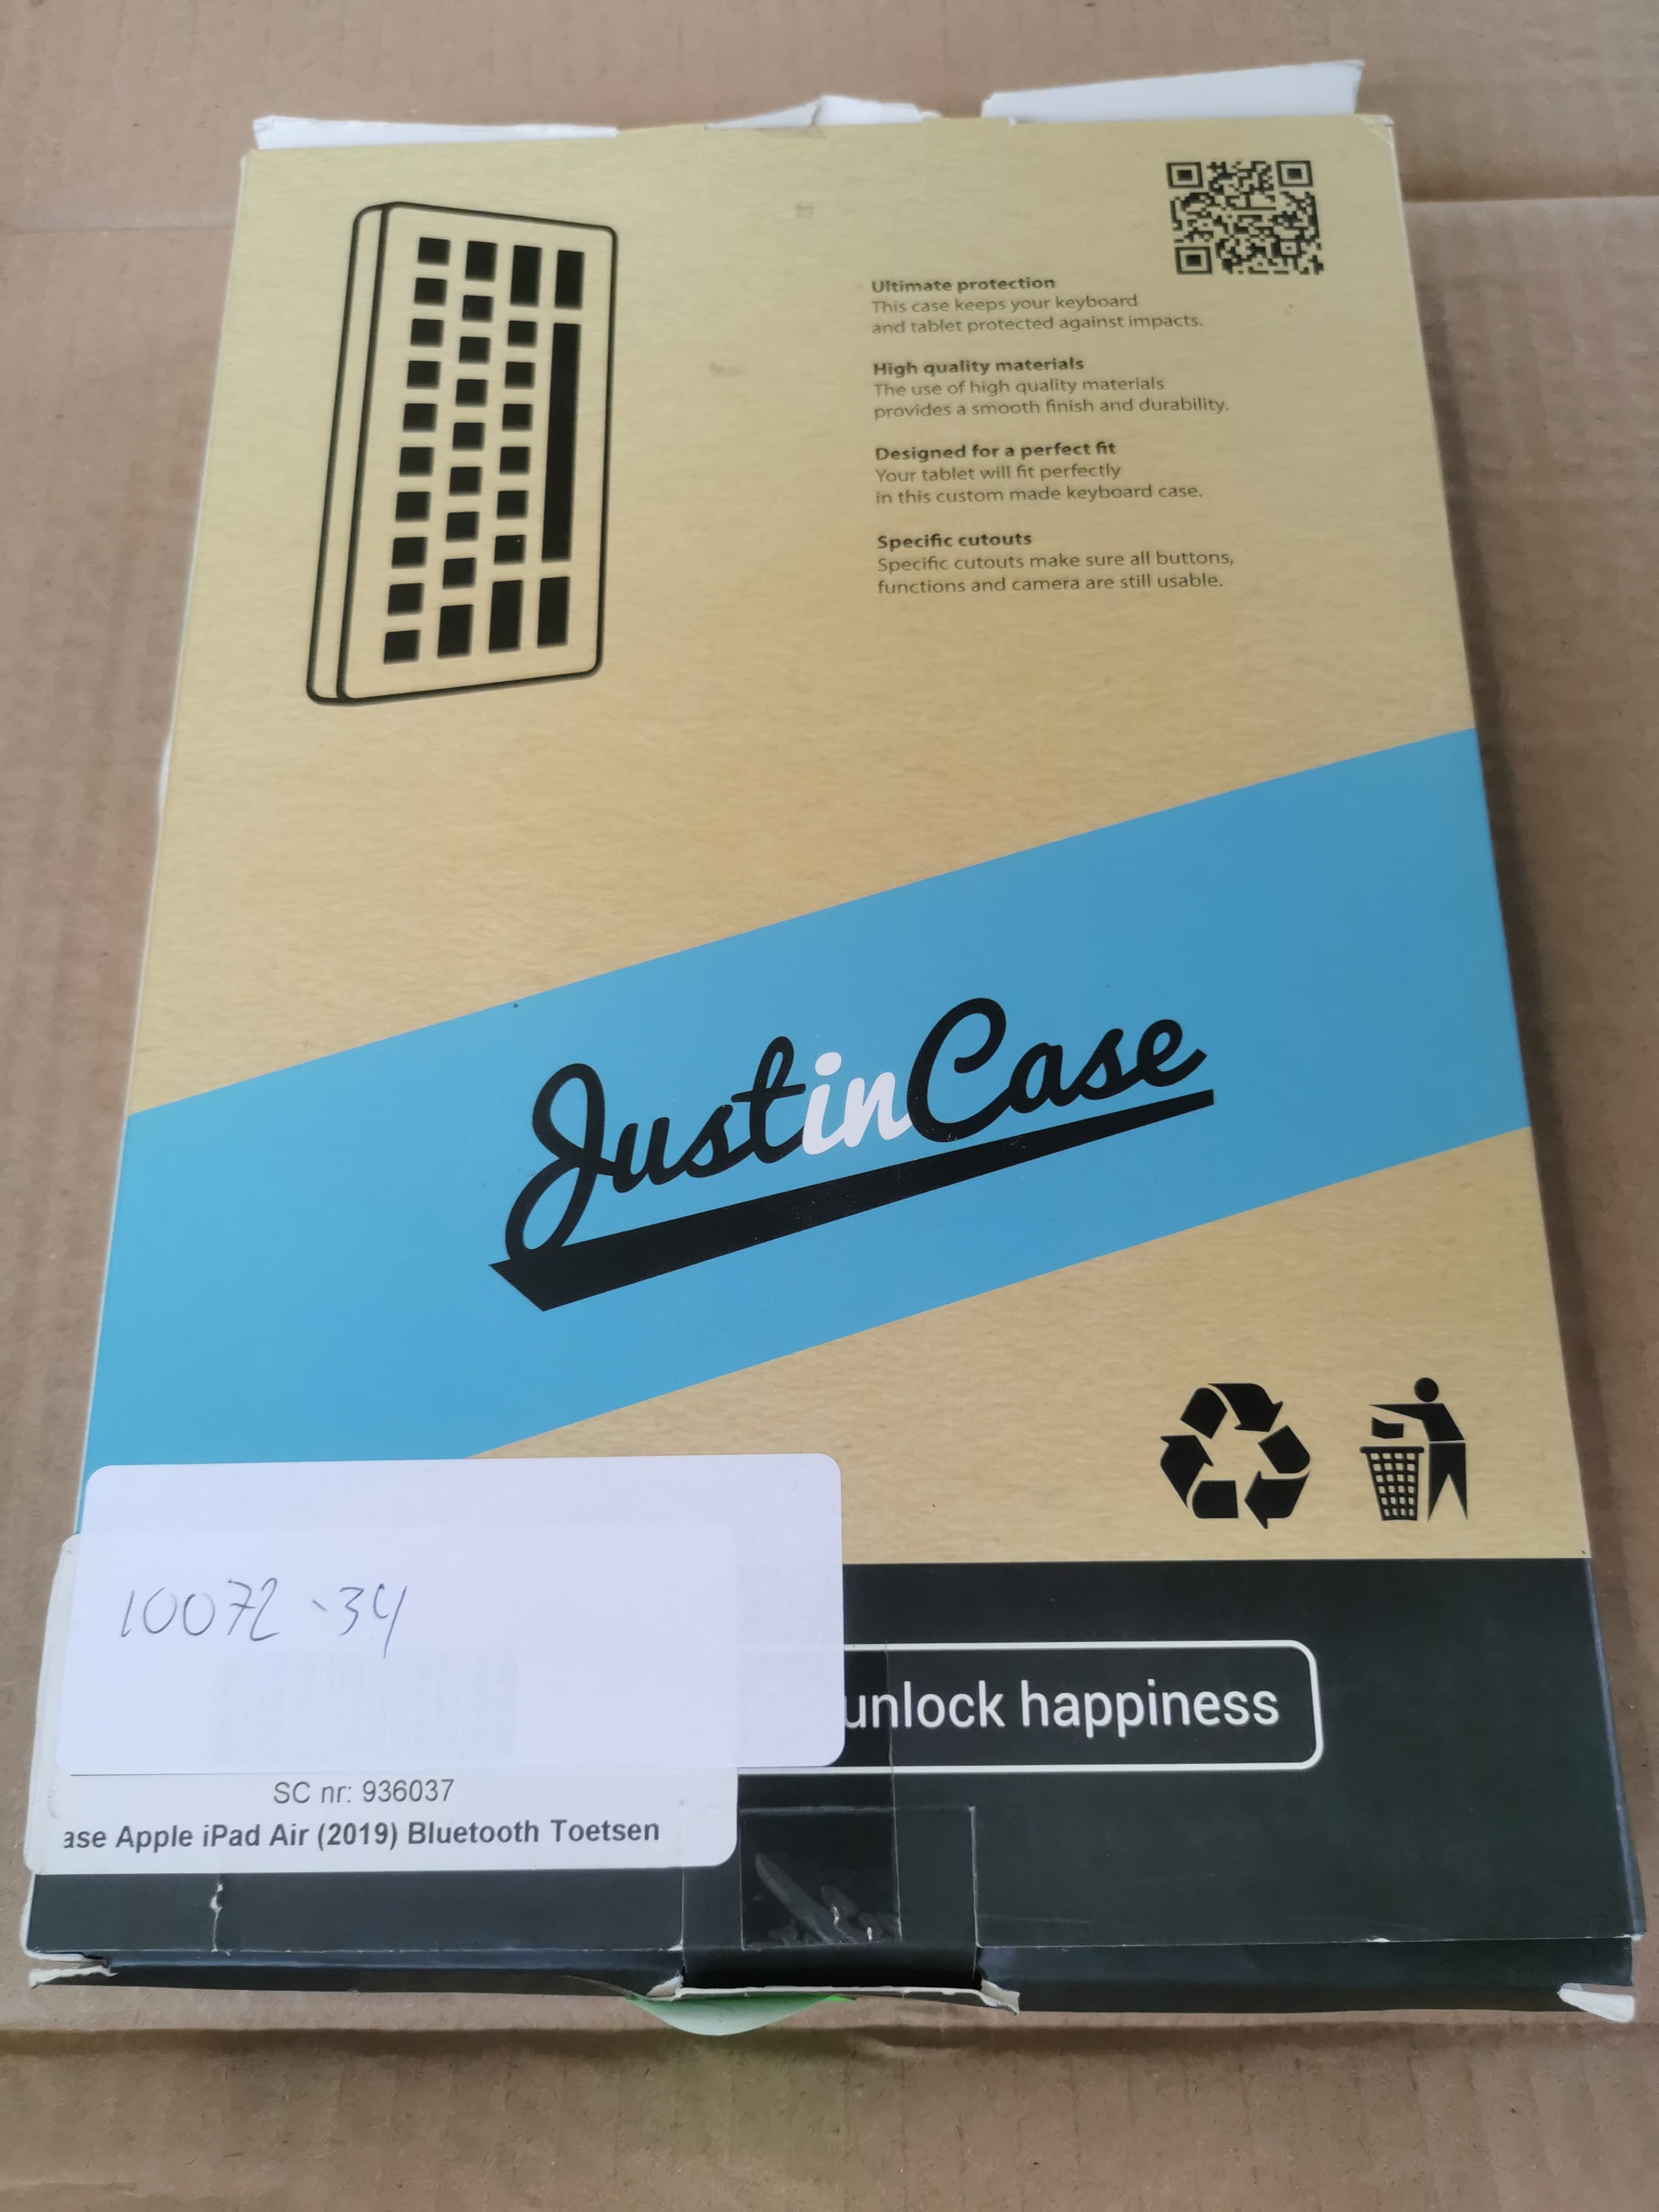 Ultimate protection
This case keeps your keyboard
and tablet protected against impacts.
High quality materials
The use of high quality materials
provides a smooth finish and durability.
Designed for a perfect fit
Your tablet will fit perfectly
in this custom made keyboard case.
Specific cutouts
Specific cutouts make sure all buttons,
functions and camera are still usable.
JustinCase
10072-34
unlock happiness
SC nr: 936037
ase Apple iPad Air (2019) Bluetooth Toetsen